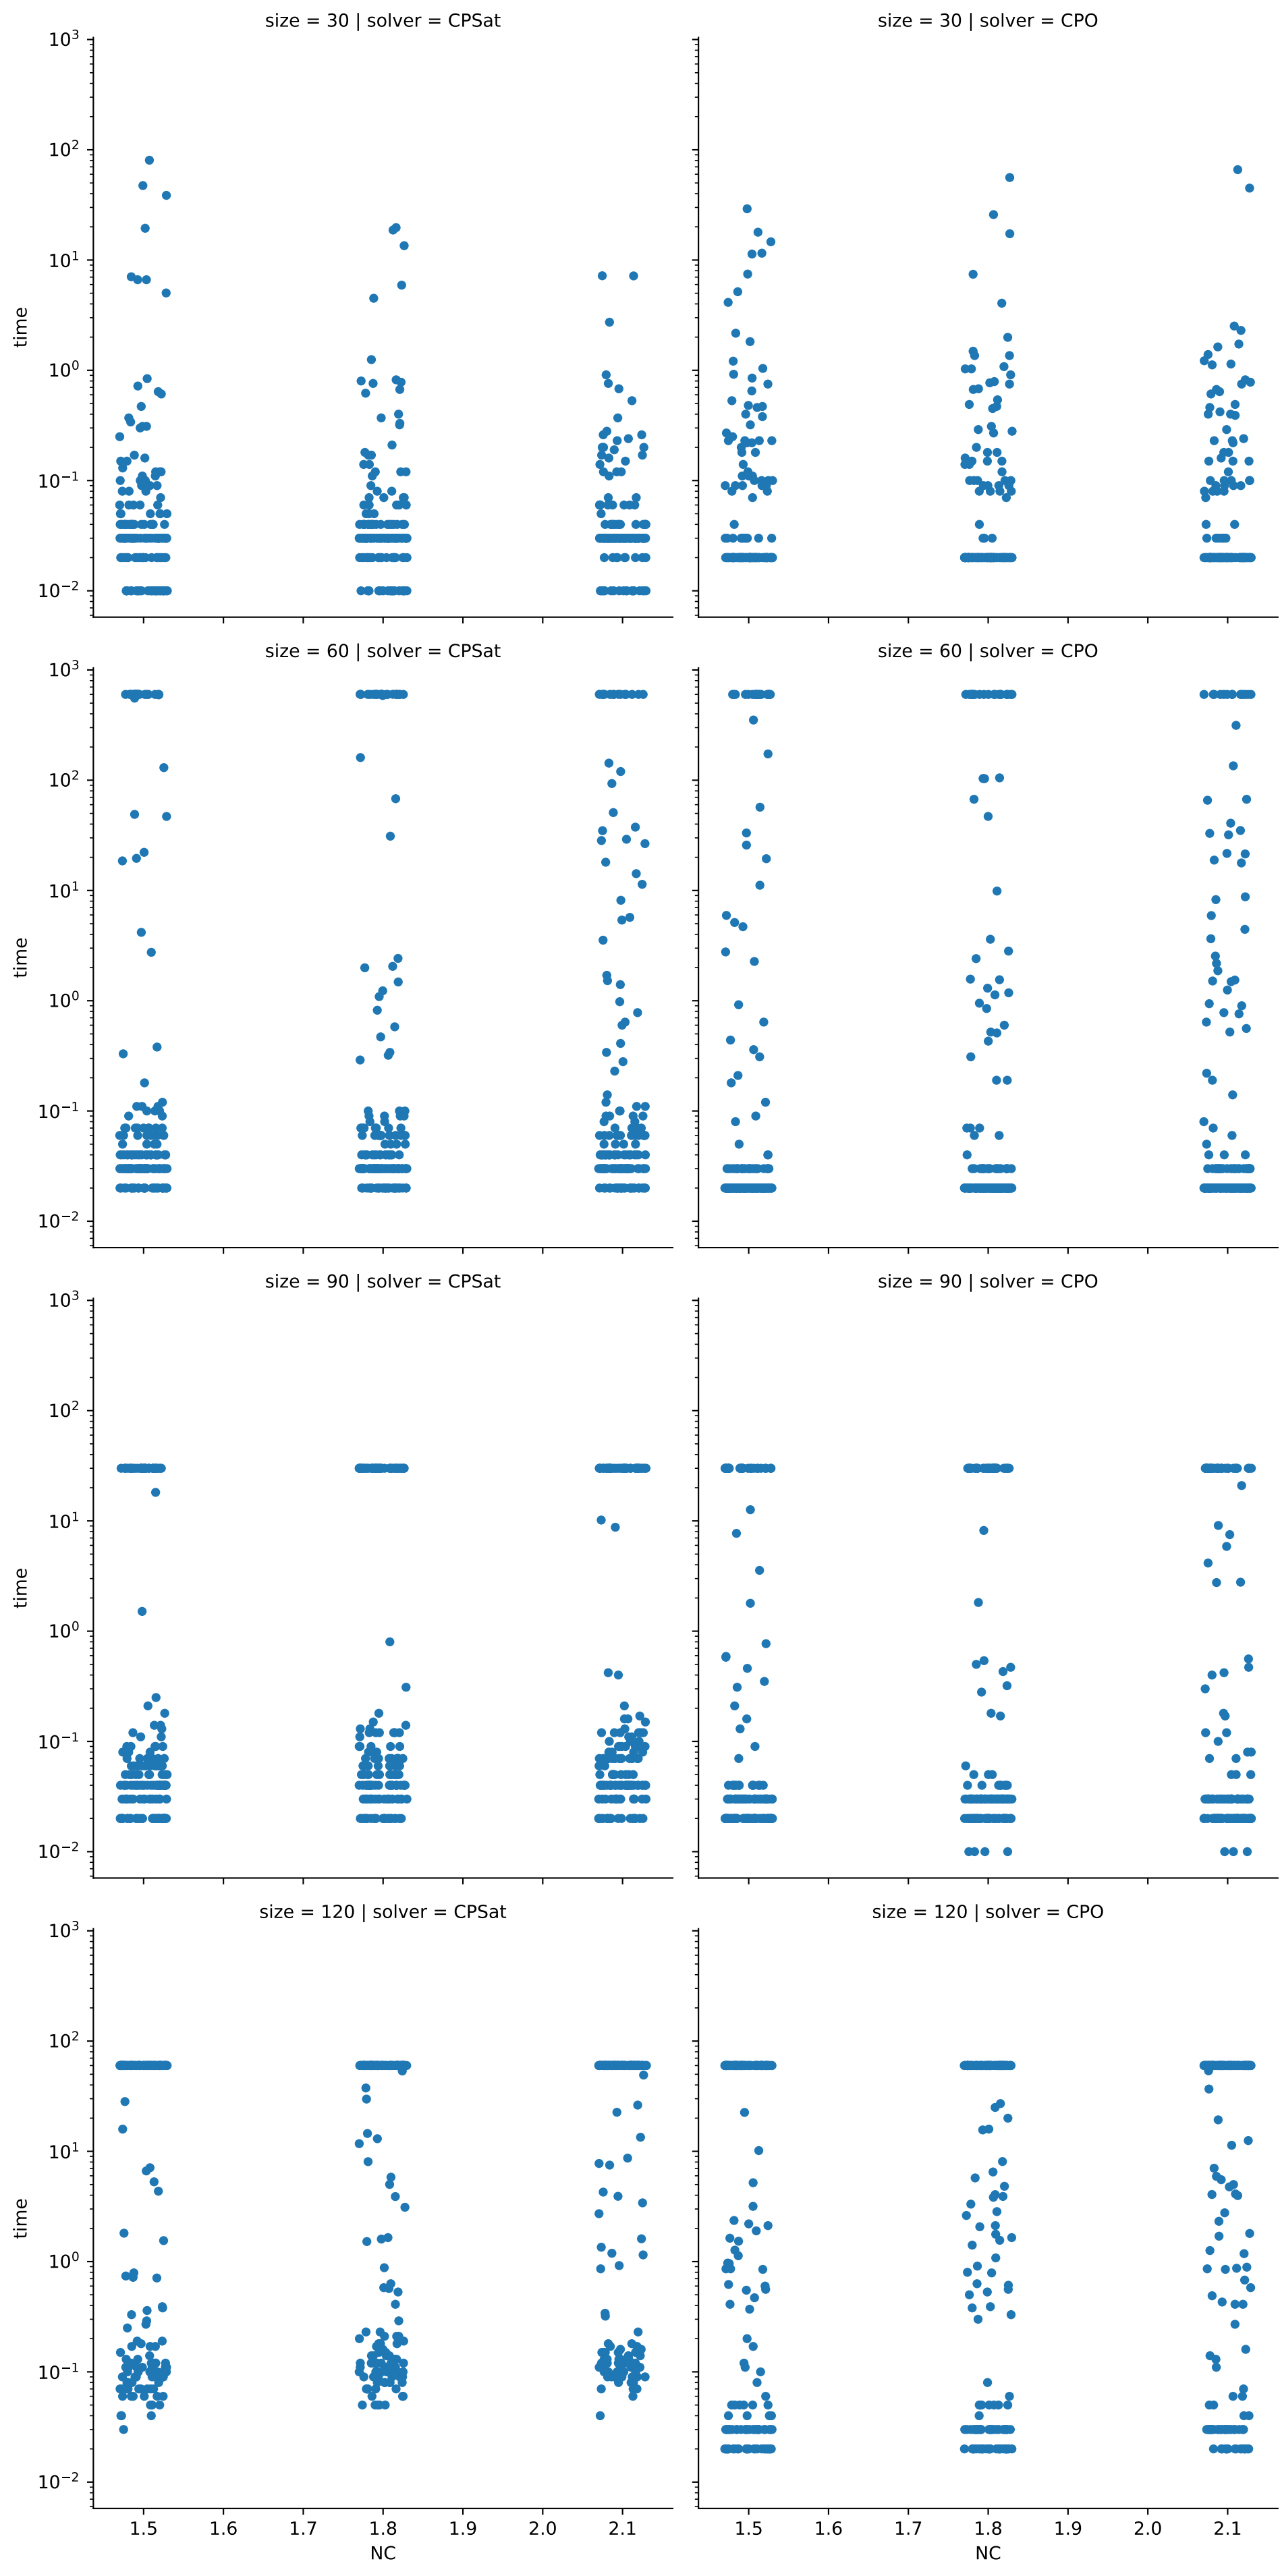 size = 30 | solver = CPSat
size = 30 | solver = CPO
10³
10²
10¹
10⁰
10⁻¹
10⁻²
time
size = 60 | solver = CPSat
size = 60 | solver = CPO
10³
10²
10¹
10⁰
10⁻¹
10⁻²
time
size = 90 | solver = CPSat
size = 90 | solver = CPO
10³
10²
10¹
10⁰
10⁻¹
10⁻²
time
size = 120 | solver = CPSat
size = 120 | solver = CPO
10³
10²
10¹
10⁰
10⁻¹
10⁻²
time
1.5 1.6 1.7 1.8 1.9 2.0 2.1
1.5 1.6 1.7 1.8 1.9 2.0 2.1
NC
NC